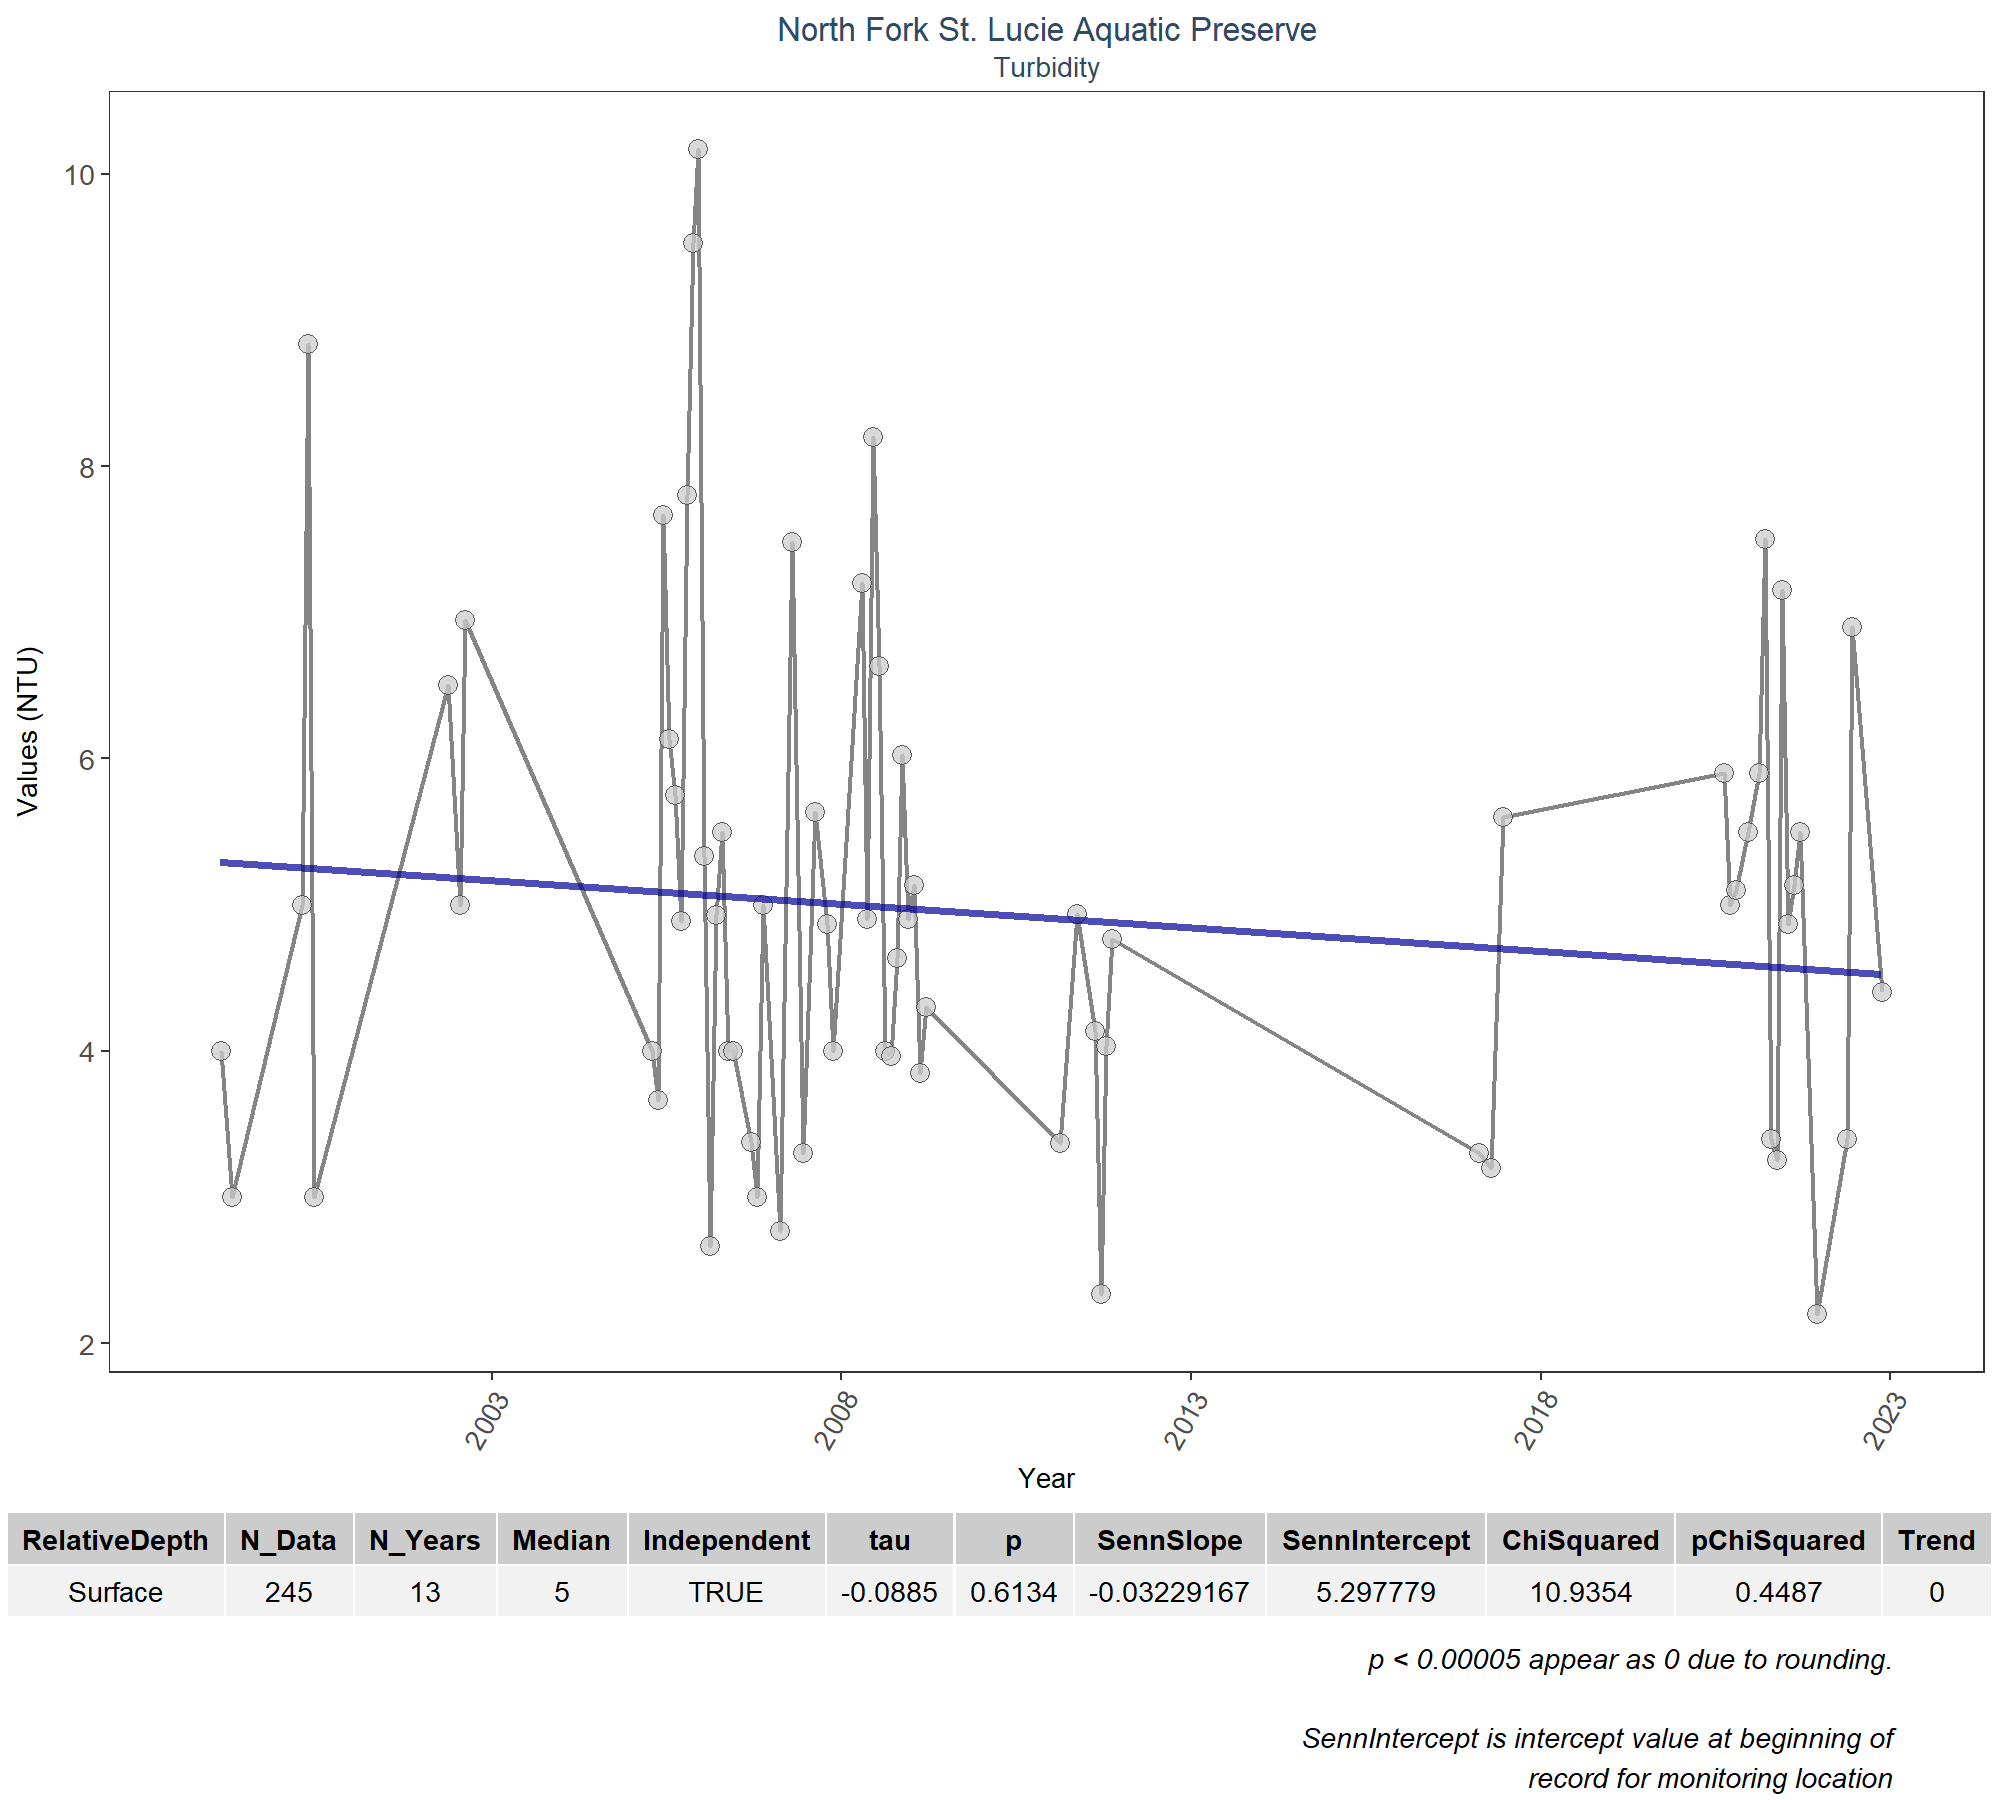 North Fork St. Lucie Aquatic Preserve
Turbidity
10
8
6
4
2
Values (NTU)
2003 2008 2013 2018 2023
Year
RelativeDepth N_Data N_Years Median Independent tau p SennSlope SennIntercept ChiSquared pChiSquared Trend
Surface 245 13 5 TRUE -0.0885 0.6134 -0.03229167 5.297779 10.9354 0.4487 0
p < 0.00005 appear as 0 due to rounding.
SennIntercept is intercept value at beginning of
record for monitoring location